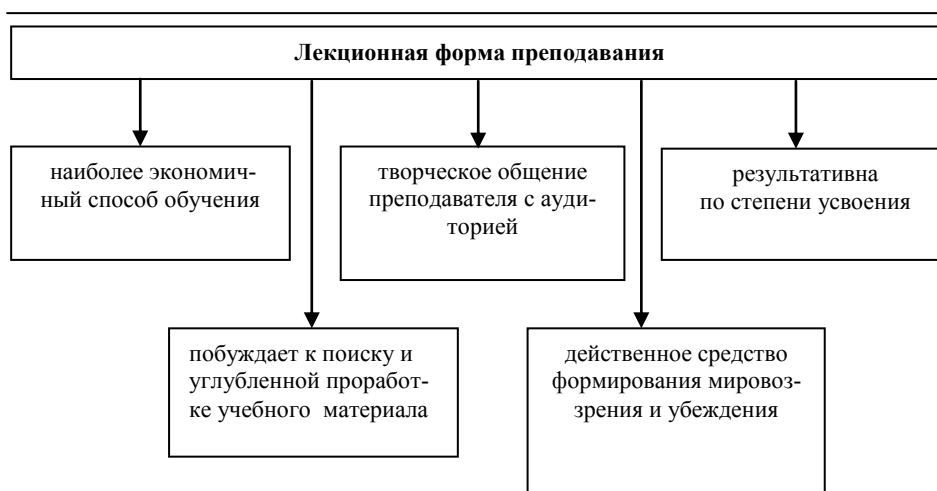 Лекционная форма преподавания
наиболее экономич-
ный способ обучения
творческое общение
преподавателя с ауди-
торией
результативна
по степени усвоения
побуждает к поиску и
углубленной проработ-
ке учебного  материала
действенное средство
формирования мировоз-
зрения и убеждения